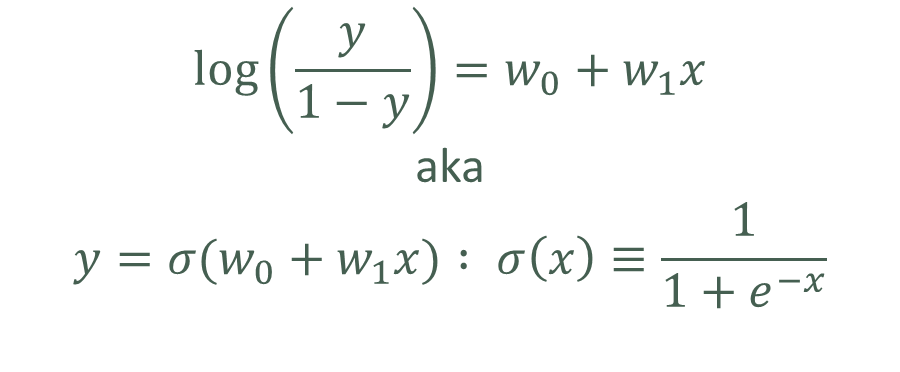 log(y/(1 − y)) = w₀ + w₁x
aka
y = σ(w₀ + w₁x) : σ(x) ≡ 1/(1 + e⁻ˣ)